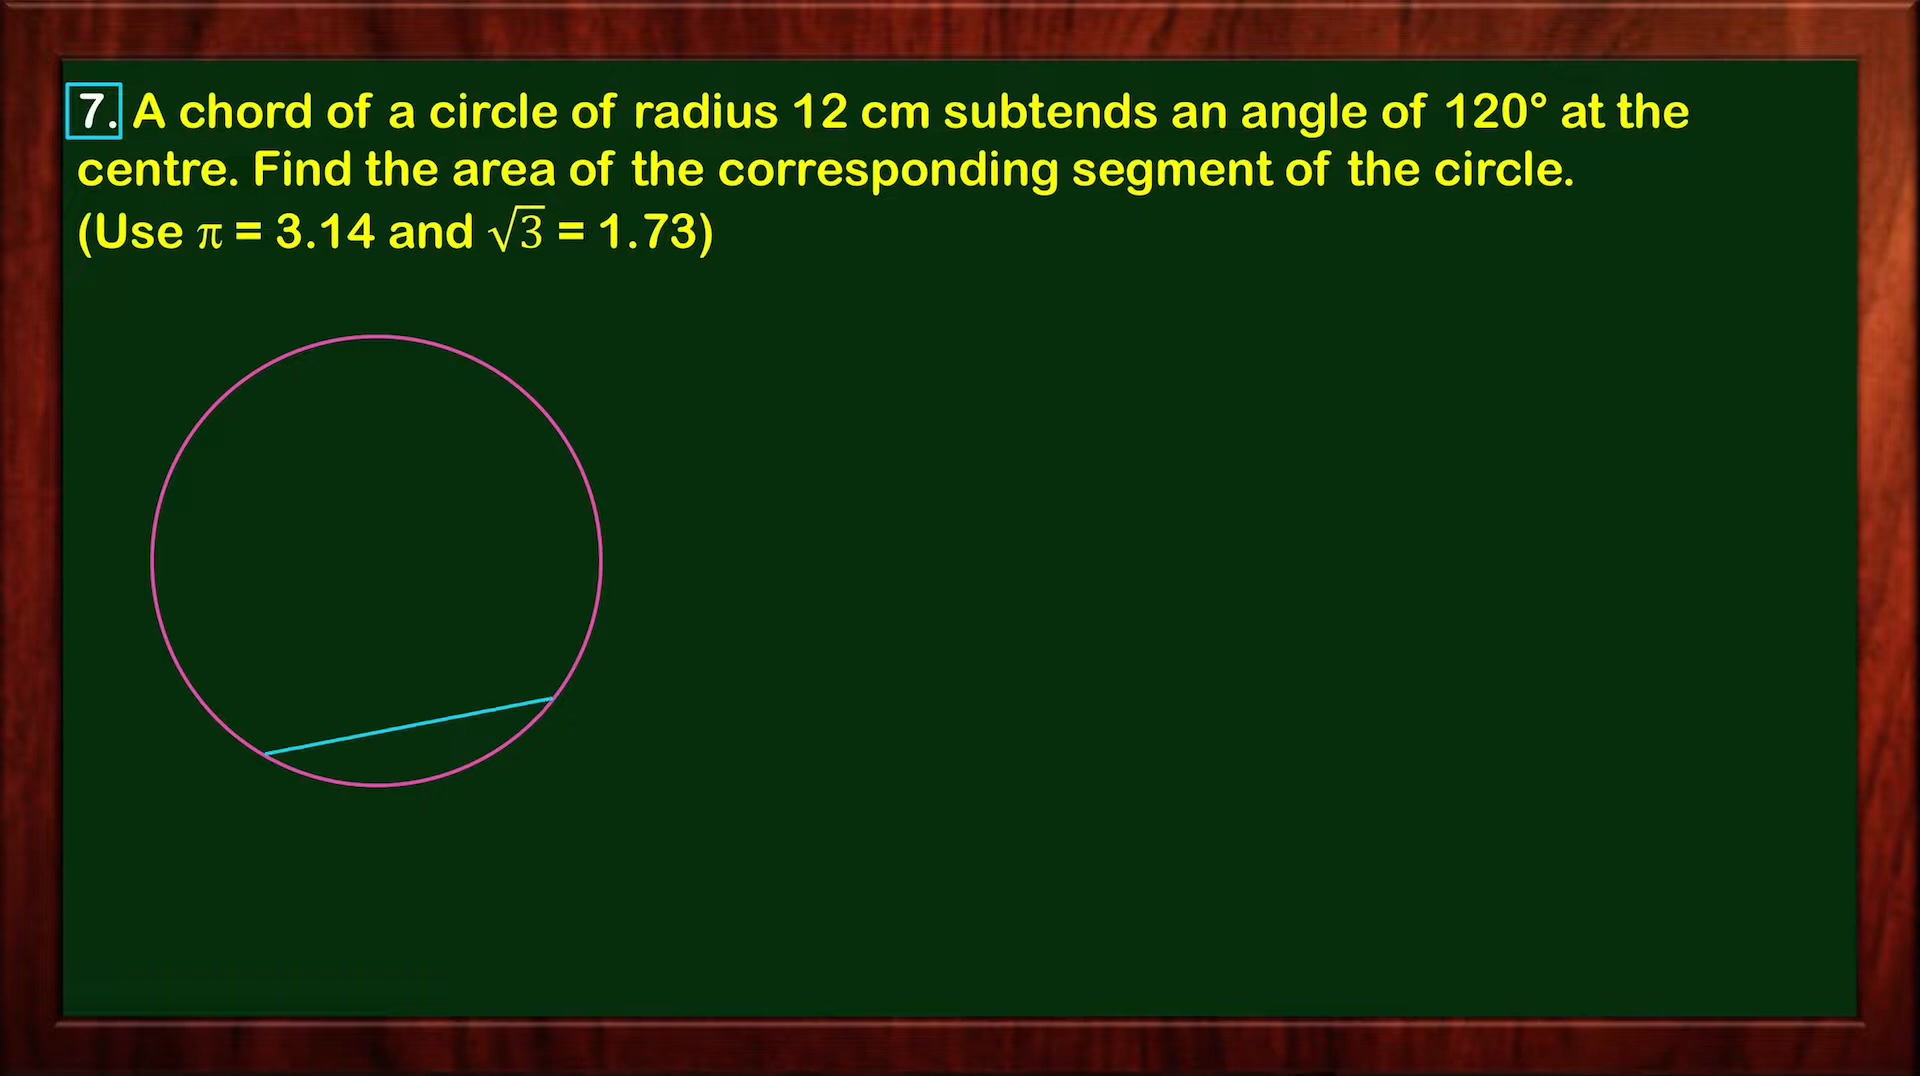 7. A chord of a circle of radius 12 cm subtends an angle of 120° at the
centre. Find the area of the corresponding segment of the circle.
(Use π = 3.14 and √3 = 1.73)